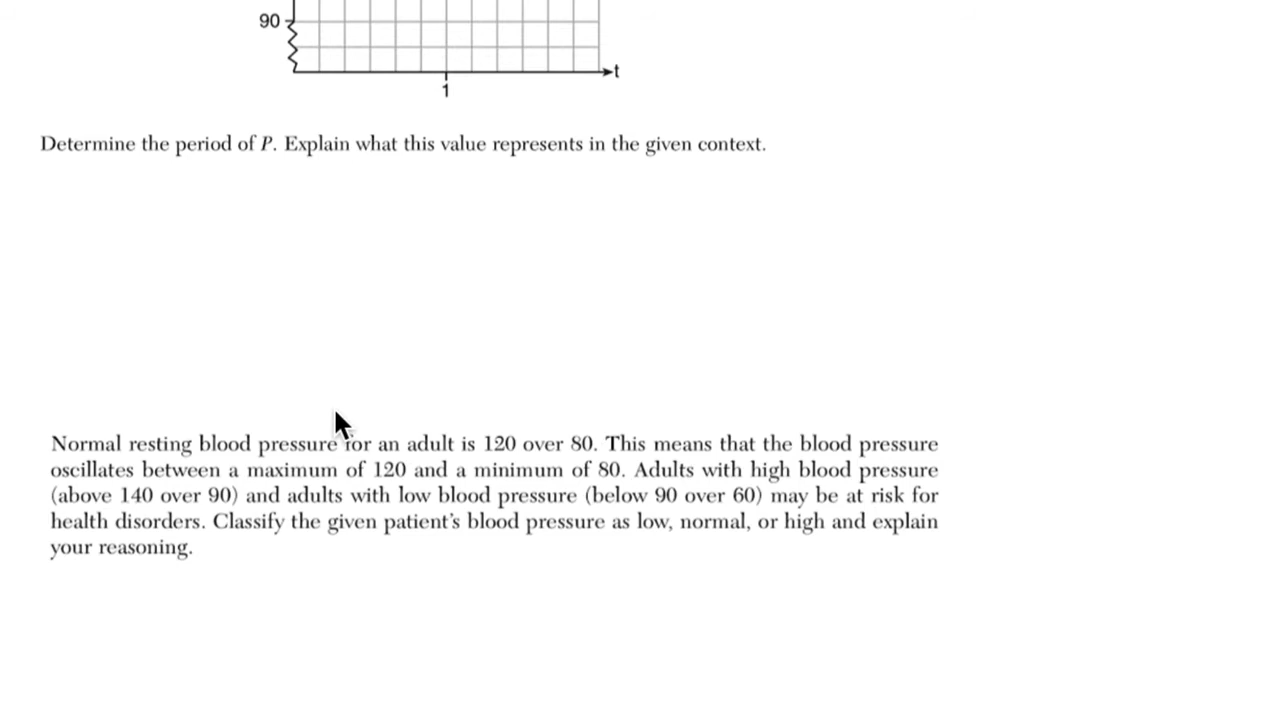 90
t
1
Determine the period of P. Explain what this value represents in the given context.
Normal resting blood pressure for an adult is 120 over 80. This means that the blood pressure
oscillates between a maximum of 120 and a minimum of 80. Adults with high blood pressure
(above 140 over 90) and adults with low blood pressure (below 90 over 60) may be at risk for
health disorders. Classify the given patient’s blood pressure as low, normal, or high and explain
your reasoning.